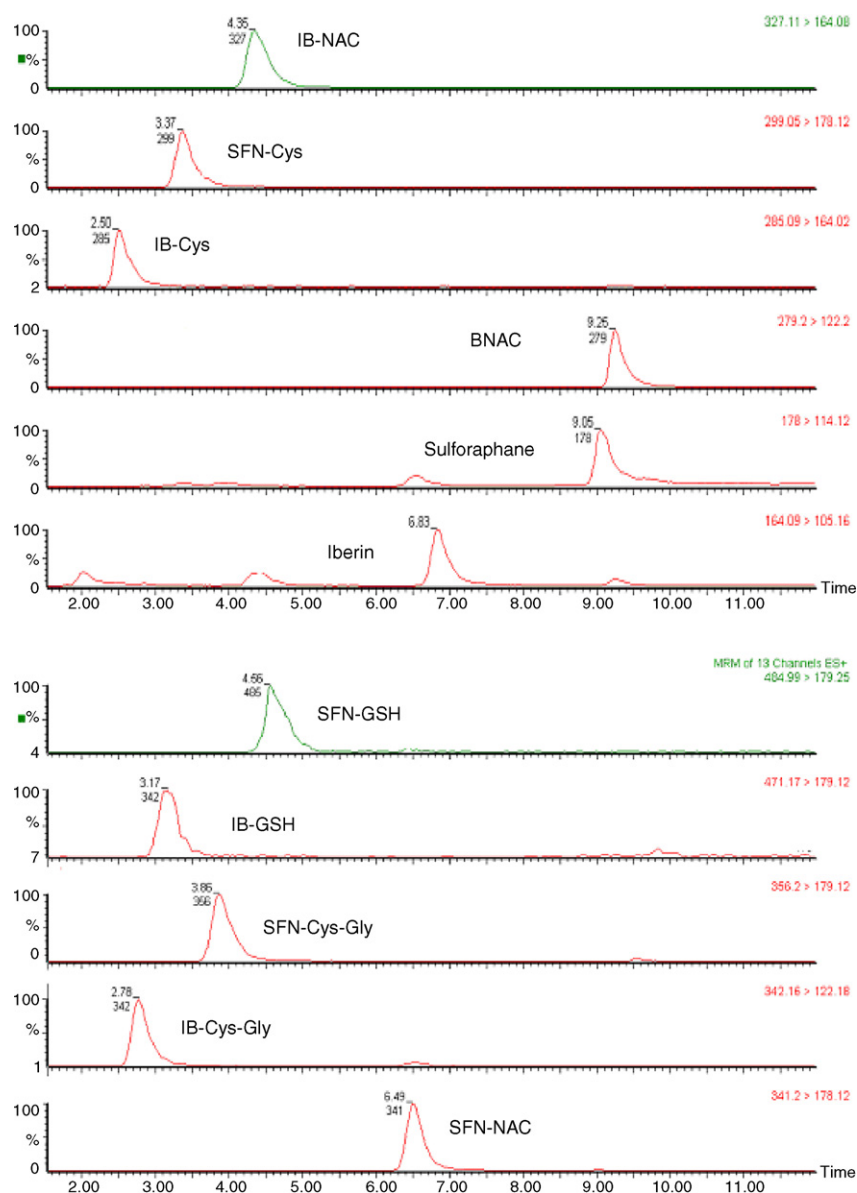 327.11 > 164.08
4.35
327
IB-NAC
100
%
0
299.05 > 178.12
3.37
299
SFN-Cys
100
%
0
285.09 > 164.02
2.50
285
IB-Cys
100
%
2
279.2 > 122.2
9.25
279
BNAC
100
%
0
178 > 114.12
9.05
178
Sulforaphane
100
%
0
164.09 > 105.16
6.83
Iberin
100
%
0
2.00 3.00 4.00 5.00 6.00 7.00 8.00 9.00 10.00 11.00 Time
MRM of 13 Channels ES+
484.99 > 179.25
4.56
485
SFN-GSH
100
%
4
471.17 > 179.12
3.17
342
IB-GSH
100
%
7
356.2 > 179.12
3.86
356
SFN-Cys-Gly
100
%
0
342.16 > 122.18
2.78
342
IB-Cys-Gly
100
%
1
341.2 > 178.12
6.49
341
SFN-NAC
100
%
0
2.00 3.00 4.00 5.00 6.00 7.00 8.00 9.00 10.00 11.00 Time